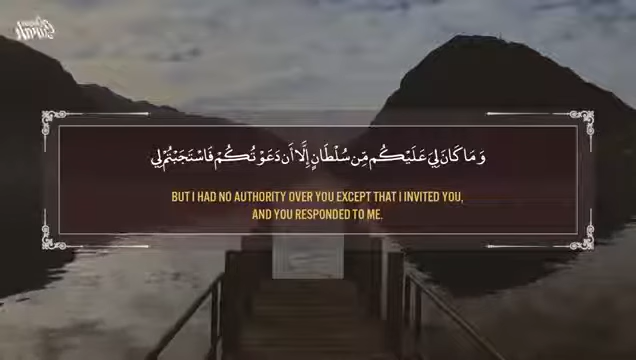 وَمَا كَانَ لِيَ عَلَيْكُم مِّن سُلْطَانٍ إِلَّا أَن دَعَوْتُكُمْ فَاسْتَجَبْتُمْ لِي
BUT I HAD NO AUTHORITY OVER YOU EXCEPT THAT I INVITED YOU,
AND YOU RESPONDED TO ME.